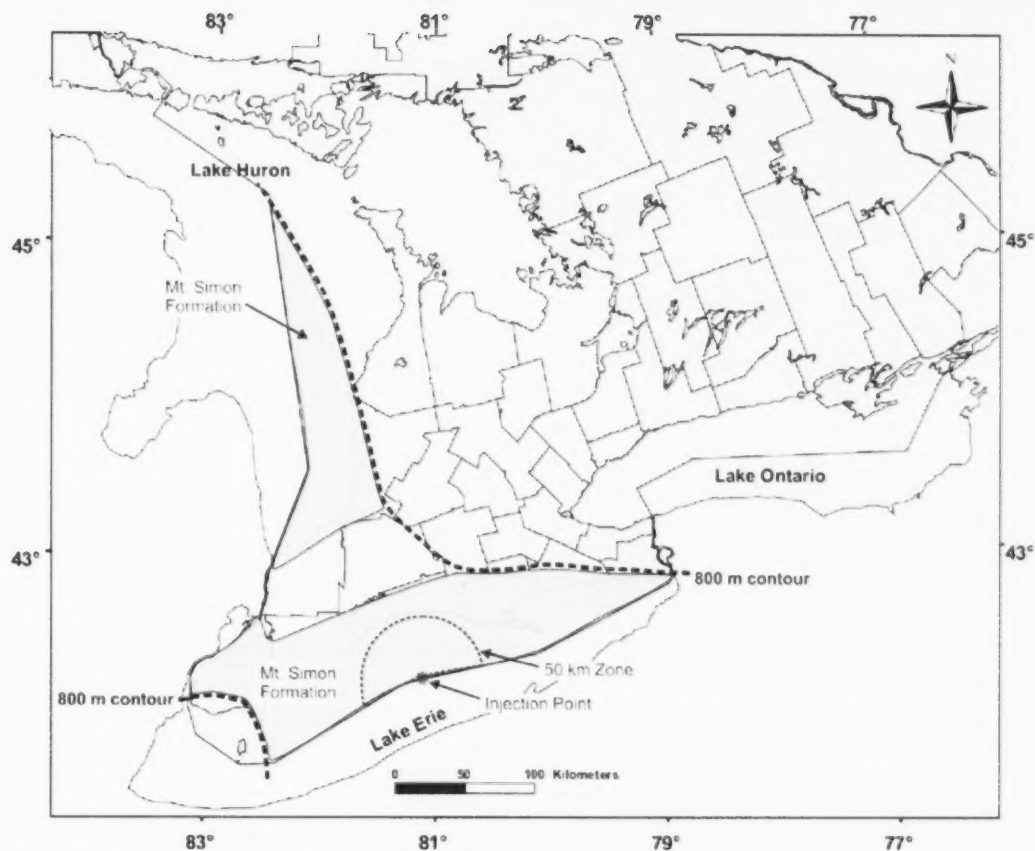 83° 81° 79° 77°
N
Lake Huron
45° 45°
Mt. Simon
Formation
Lake Ontario
43° 43°
800 m contour
50 km Zone
Mt. Simon
Formation
800 m contour
Injection Point
Lake Erie
0 50 100 Kilometers
83° 81° 79° 77°